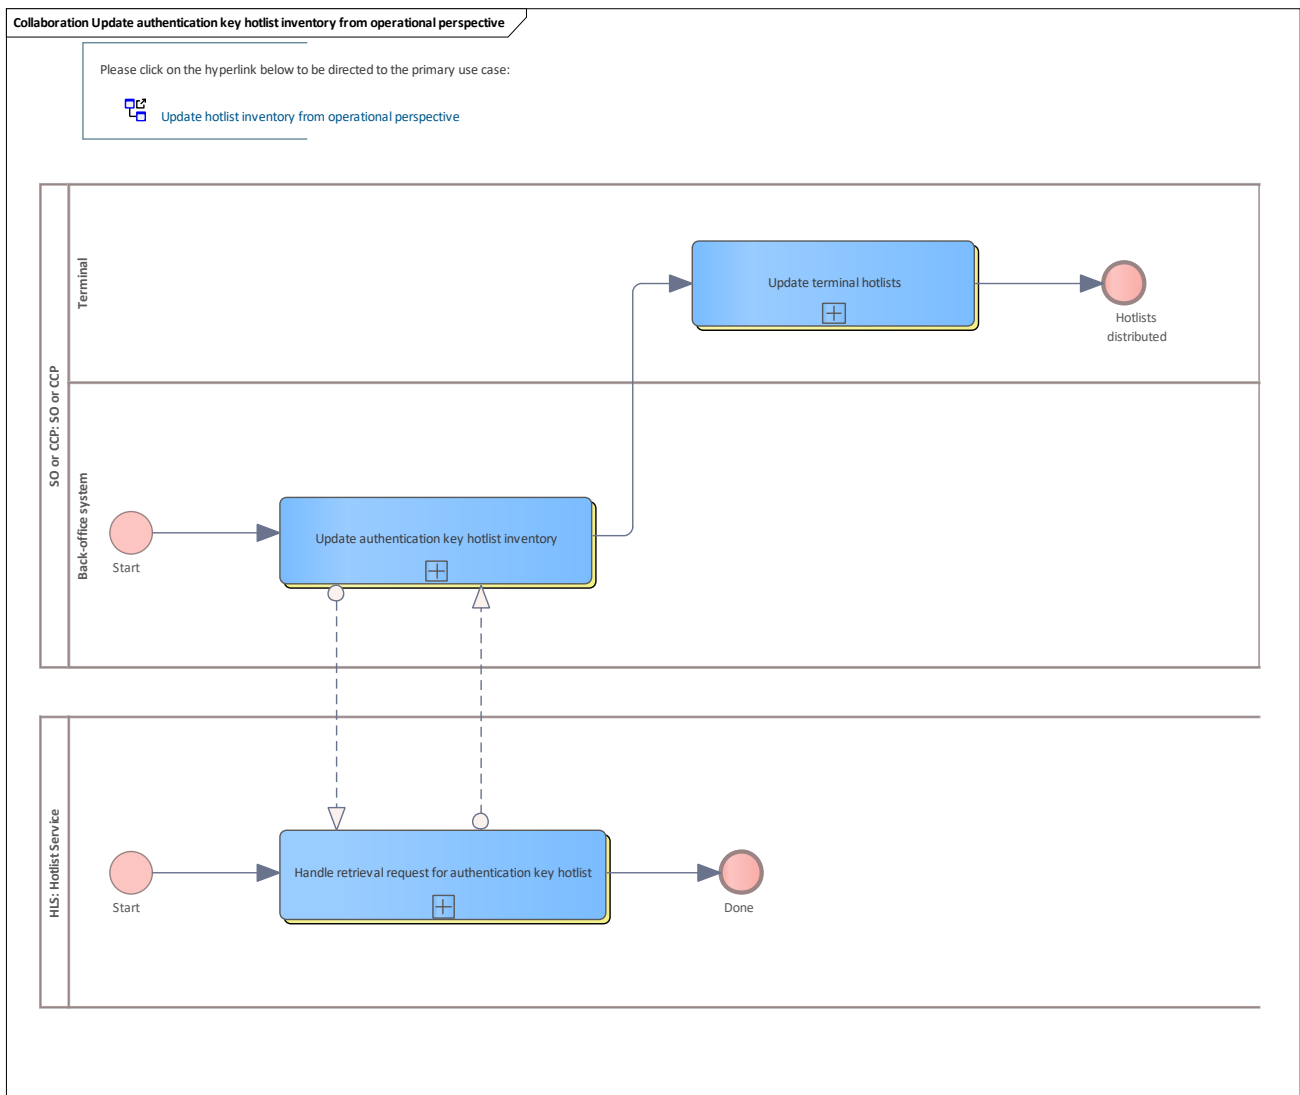 Collaboration Update authentication key hotlist inventory from operational perspective
Please click on the hyperlink below to be directed to the primary use case:
Update hotlist inventory from operational perspective
SO or CCP: SO or CCP
Terminal
Update terminal hotlists
Hotlists
distributed
Back-office system
Start
Update authentication key hotlist inventory
HLS: Hotlist Service
Start
Handle retrieval request for authentication key hotlist
Done